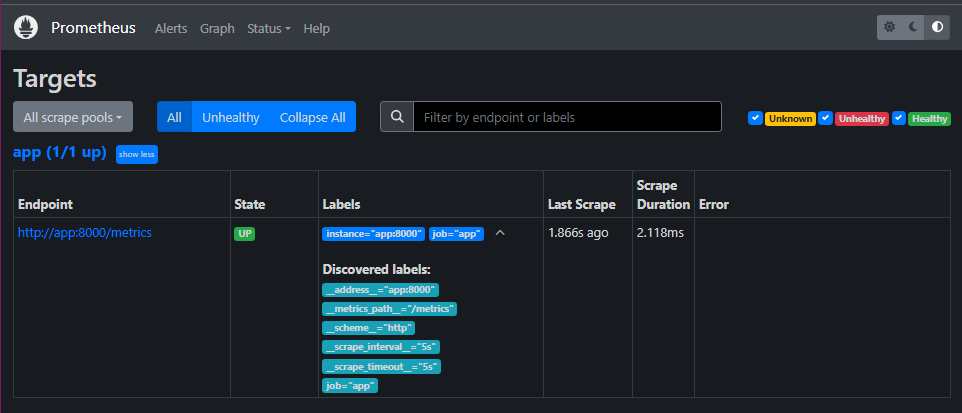 Prometheus Alerts Graph Status Help
Targets
All scrape pools All Unhealthy Collapse All Filter by endpoint or labels Unknown Unhealthy Healthy
app (1/1 up) show less
Endpoint State Labels Last Scrape Scrape Duration Error
http://app:8000/metrics UP instance="app:8000" job="app" 1.866s ago 2.118ms
Discovered labels:
__address__="app:8000"
__metrics_path__="/metrics"
__scheme__="http"
__scrape_interval__="5s"
__scrape_timeout__="5s"
job="app"